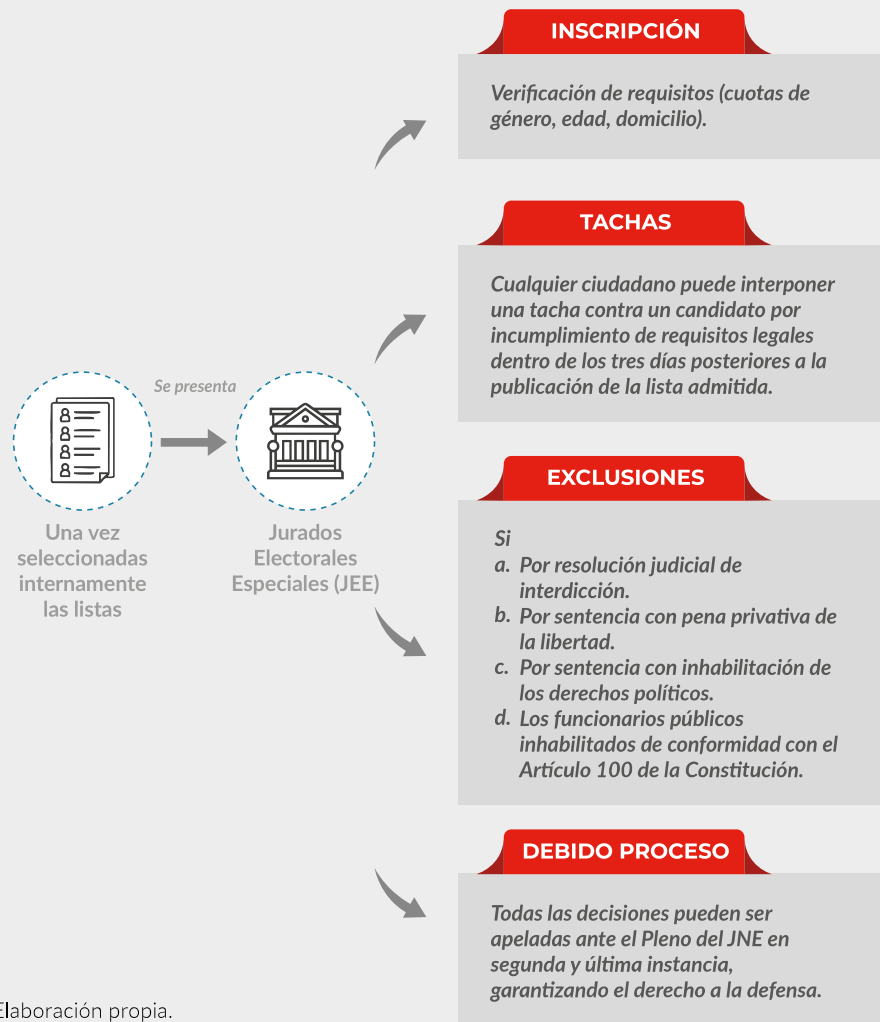 Una vez
seleccionadas
internamente
las listas
Se presenta
Jurados
Electorales
Especiales (JEE)
INSCRIPCIÓN
Verificación de requisitos (cuotas de
género, edad, domicilio).
TACHAS
Cualquier ciudadano puede interponer
una tacha contra un candidato por
incumplimiento de requisitos legales
dentro de los tres días posteriores a la
publicación de la lista admitida.
EXCLUSIONES
Si
a. Por resolución judicial de
interdicción.
b. Por sentencia con pena privativa de
la libertad.
c. Por sentencia con inhabilitación de
los derechos políticos.
d. Los funcionarios públicos
inhabilitados de conformidad con el
Artículo 100 de la Constitución.
DEBIDO PROCESO
Todas las decisiones pueden ser
apeladas ante el Pleno del JNE en
segunda y última instancia,
garantizando el derecho a la defensa.
Elaboración propia.